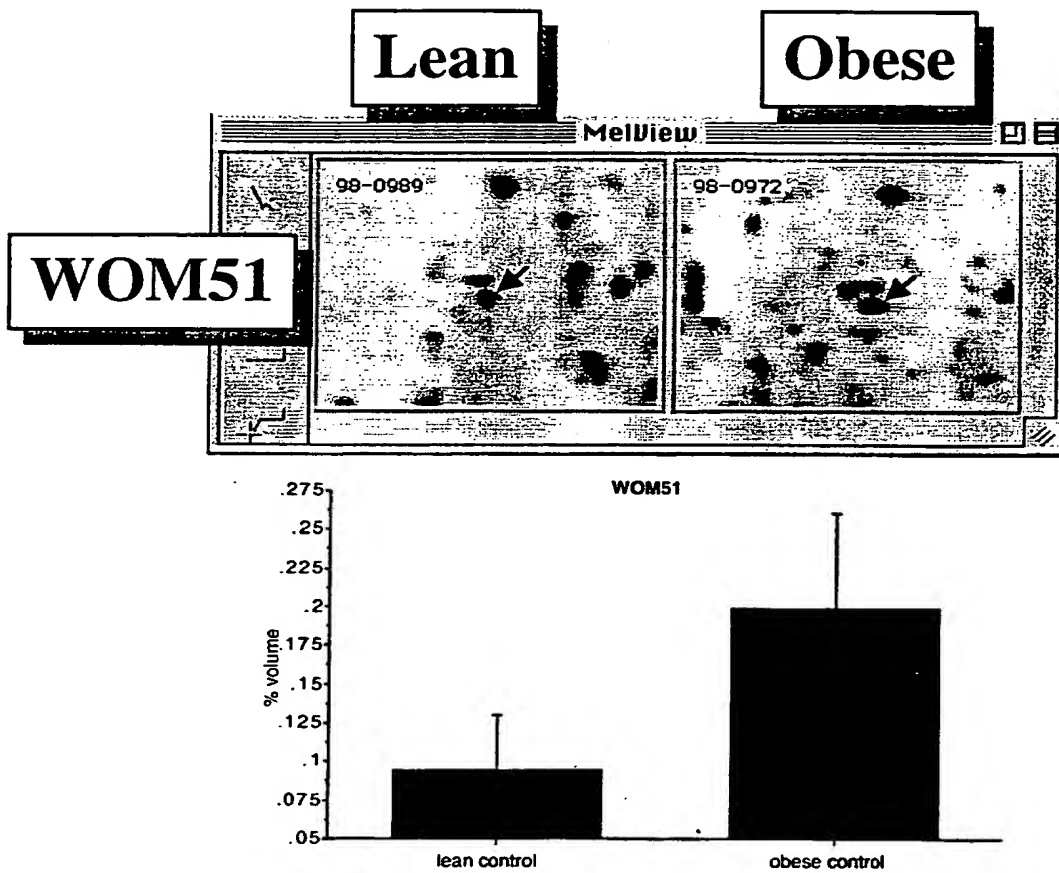 Lean
Obese
MelView
98-0989
98-0972
WOM51
WOM51
.275
.25
.225
.2
.175
.15
.125
.1
.075
.05
% volume
lean control
obese control